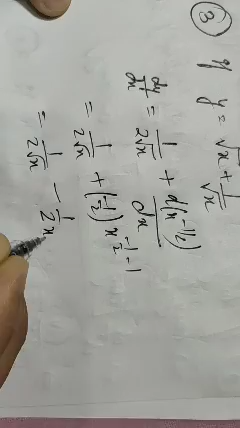 ③ If y = √x + 1/√x
dy/dx = 1/(2√x) + d(x^(-1/2))/dx
= 1/(2√x) + (-1/2) x^(-1/2 - 1)
= 1/(2√x) - 1/2 x